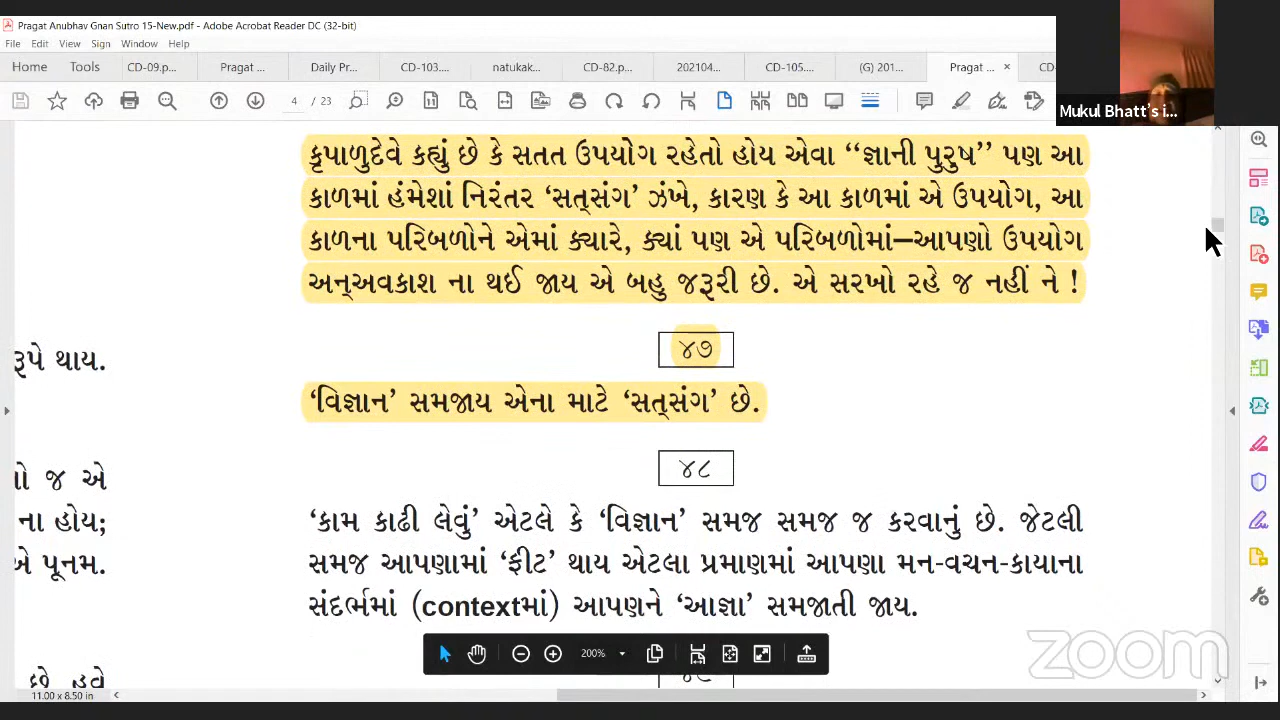 Pragat Anubhav Gnan Sutro 15-New.pdf - Adobe Acrobat Reader DC (32-bit)
File Edit View Sign Window Help
Home Tools CD-09.p... Pragat ... Daily Pr CD-103.... natukak... CD-82.p... 202104... CD-105.... (G) 201... Pragat ... × CD-
4 / 23
Mukul Bhatt's i...
કૃપાળુદેવે કહ્યું છે કે સતત ઉપયોગ રહેતો હોય એવા “જ્ઞાની પુરુષ” પણ આ
કાળમાં હંમેશાં નિરંતર ‘સત્સંગ’ ઝંખે, કારણ કે આ કાળમાં એ ઉપયોગ, આ
કાળના પરિબળોને એમાં ક્યારે, ક્યાં પણ એ પરિબળોમાં–આપણો ઉપયોગ
અન્અવકાશ ના થઈ જાય એ બહુ જરૂરી છે. એ સરખો રહે જ નહીં ને !
૪૭
રૂપે થાય.
‘વિજ્ઞાન’ સમજાય એના માટે ‘સત્સંગ’ છે.
૪૮
જ એ
ના હોય;
એ પૂનમ.
‘કામ કાઢી લેવું’ એટલે કે ‘વિજ્ઞાન’ સમજ સમજ જ કરવાનું છે. જેટલી
સમજ આપણામાં ‘ફીટ’ થાય એટલા પ્રમાણમાં આપણા મન-વચન-કાયાના
સંદર્ભમાં (contextમાં) આપણને ‘આજ્ઞા’ સમજાતી જાય.
200%
zoom
11.00 x 8.50 in